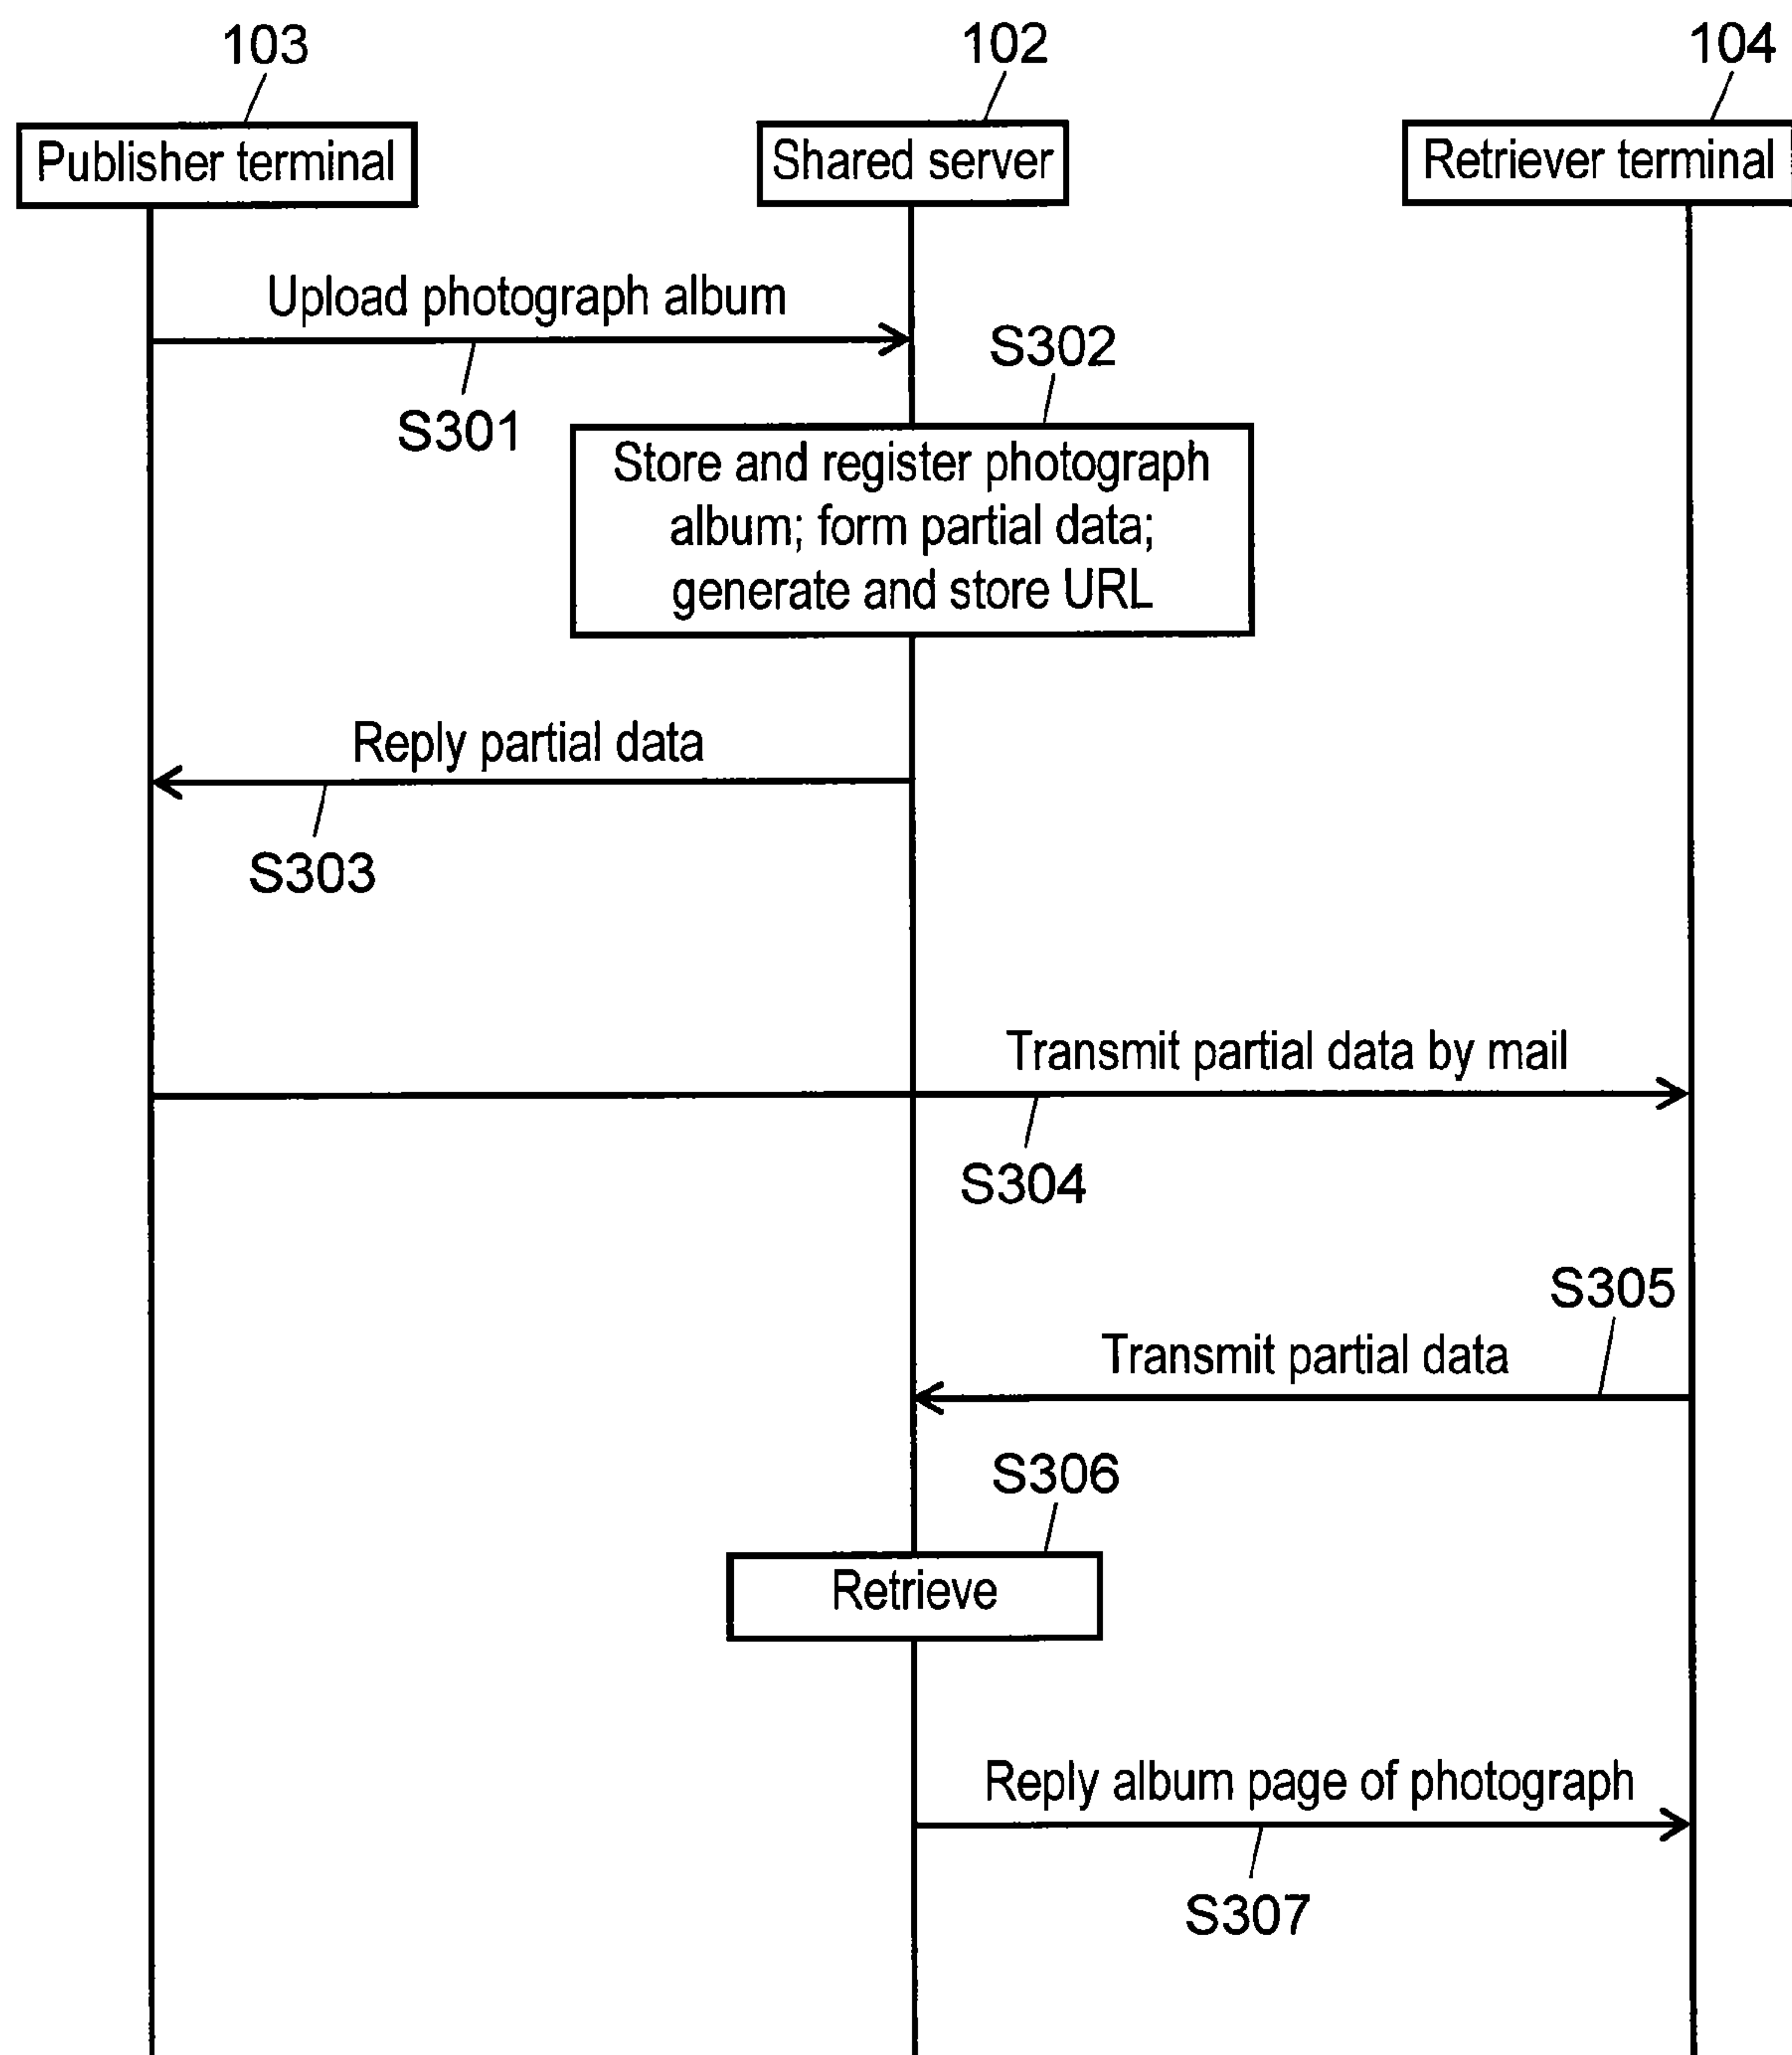 103
102
104
Publisher terminal
Shared server
Retriever terminal
Upload photograph album
S301
S302
Store and register photograph
album; form partial data;
generate and store URL
Reply partial data
S303
Transmit partial data by mail
S304
S305
Transmit partial data
S306
Retrieve
Reply album page of photograph
S307